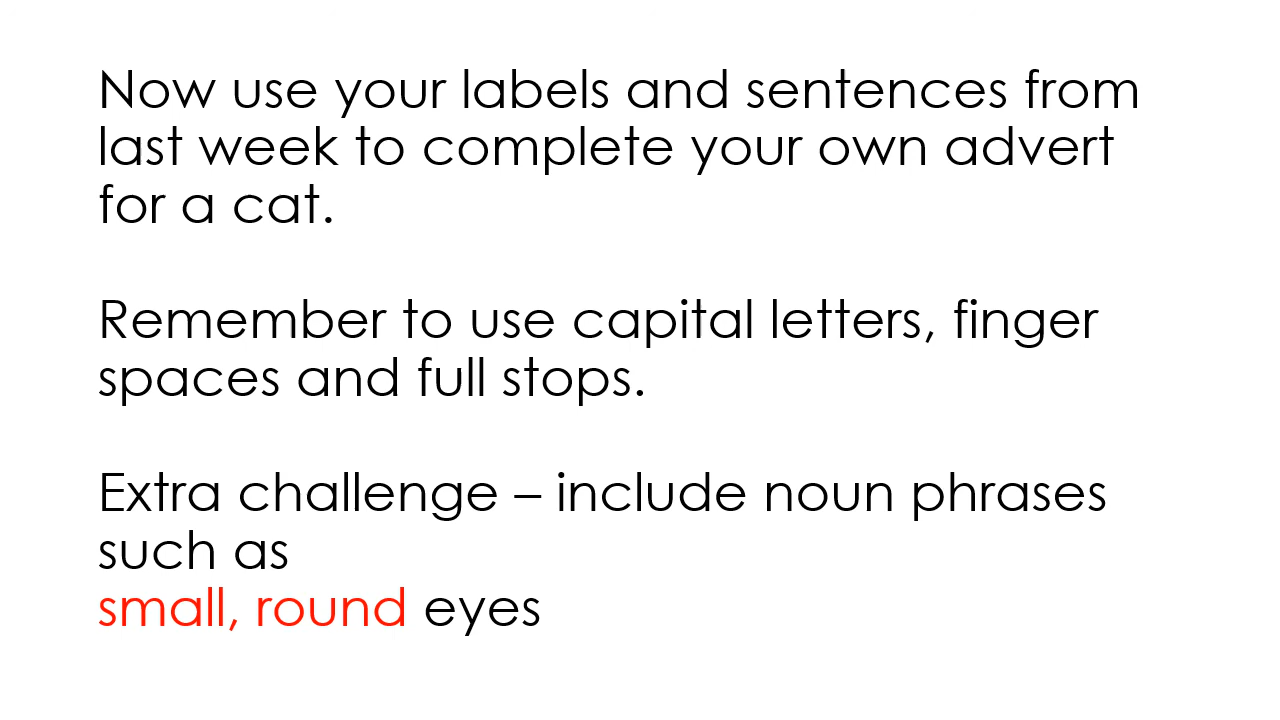 Now use your labels and sentences from
last week to complete your own advert
for a cat.
Remember to use capital letters, finger
spaces and full stops.
Extra challenge – include noun phrases
such as
small, round eyes